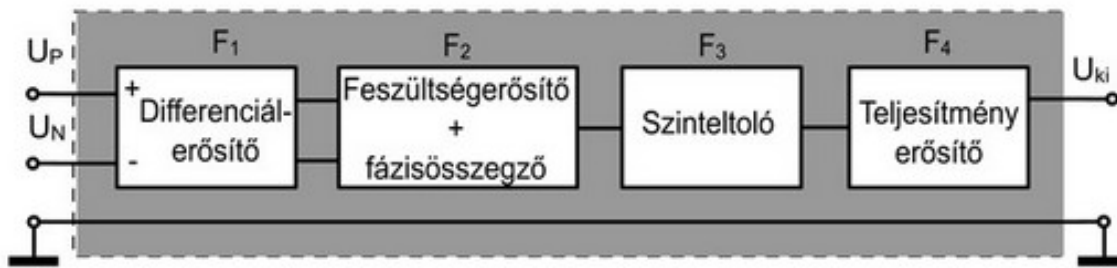 F₁
F₂
F₃
F₄
U_P
U_N
U_ki
+
-
Differenciál-
erősítő
Feszültségerősítő
+
fázisösszegző
Szinteltoló
Teljesítmény
erősítő